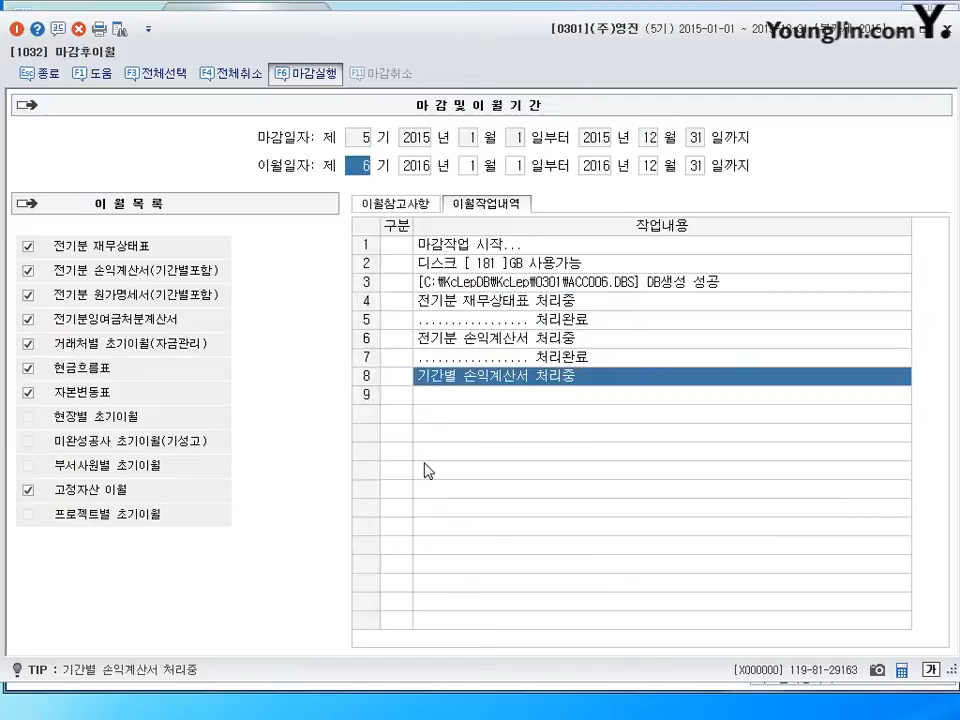 [0301](주)영진 (5기) 2015-01-01 ~
YoungJin.com Y.
[1032] 마감후이월
Esc 종료 F1 도움 F3 전체선택 F4 전체취소 F6 마감실행 F11 마감취소
마 감 및 이 월 기 간
마감일자: 제 5 기 2015 년 1 월 1 일부터 2015 년 12 월 31 일까지
이월일자: 제 6 기 2016 년 1 월 1 일부터 2016 년 12 월 31 일까지
이 월 목 록
이월참고사항 이월작업내역
구분 작업내용
전기분 재무상태표
전기분 손익계산서(기간별포함)
전기분 원가명세서(기간별포함)
전기분잉여금처분계산서
거래처별 초기이월(자금관리)
현금흐름표
자본변동표
현장별 초기이월
미완성공사 초기이월(기성고)
부서사원별 초기이월
고정자산 이월
프로젝트별 초기이월
1 마감작업 시작...
2 디스크 [ 181 ]GB 사용가능
3 [C:\KcLepDB\KcLep\0301\ACC006.DBS] DB생성 성공
4 전기분 재무상태표 처리중
5 ................. 처리완료
6 전기분 손익계산서 처리중
7 ................. 처리완료
8 기간별 손익계산서 처리중
9
TIP : 기간별 손익계산서 처리중
[X000000] 119-81-29163 가